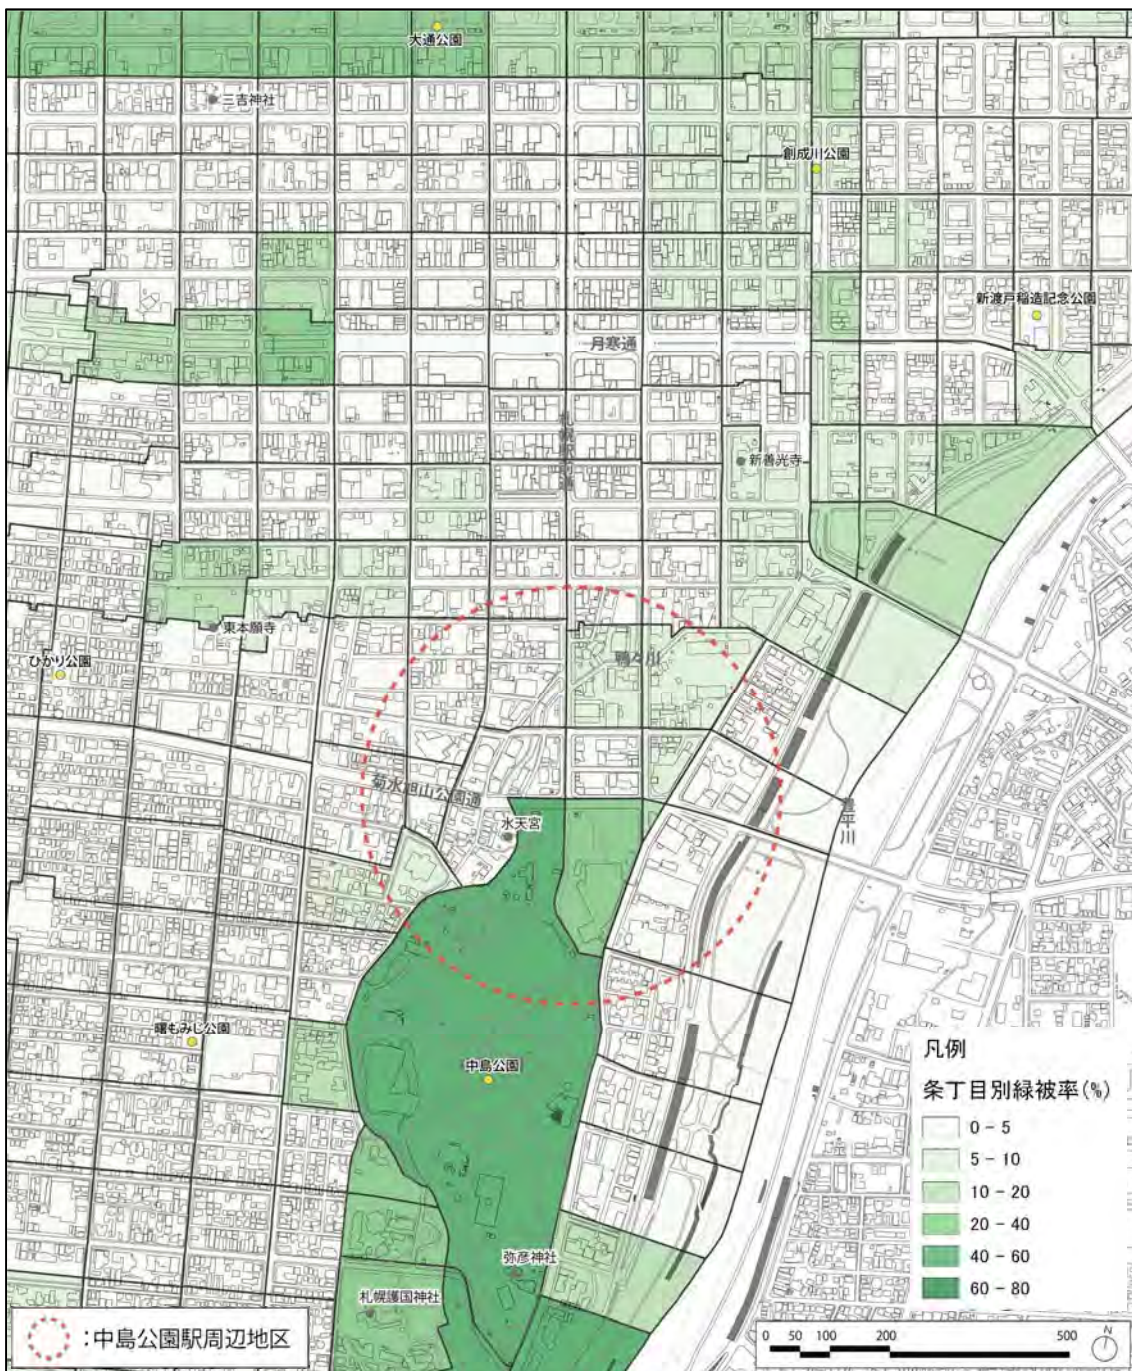 大通公園
三吉神社
創成川公園
新渡戸稲造記念公園
月寒通
札幌駅前通
新善光寺
東本願寺
ひかり公園
鴨々川
菊水旭山公園通
豊平川
水天宮
曙もみじ公園
中島公園
弥彦神社
札幌護国神社
凡例
条丁目別緑被率(%)
0 - 5
5 - 10
10 - 20
20 - 40
40 - 60
60 - 80
:中島公園駅周辺地区
0 50 100 200 500
N